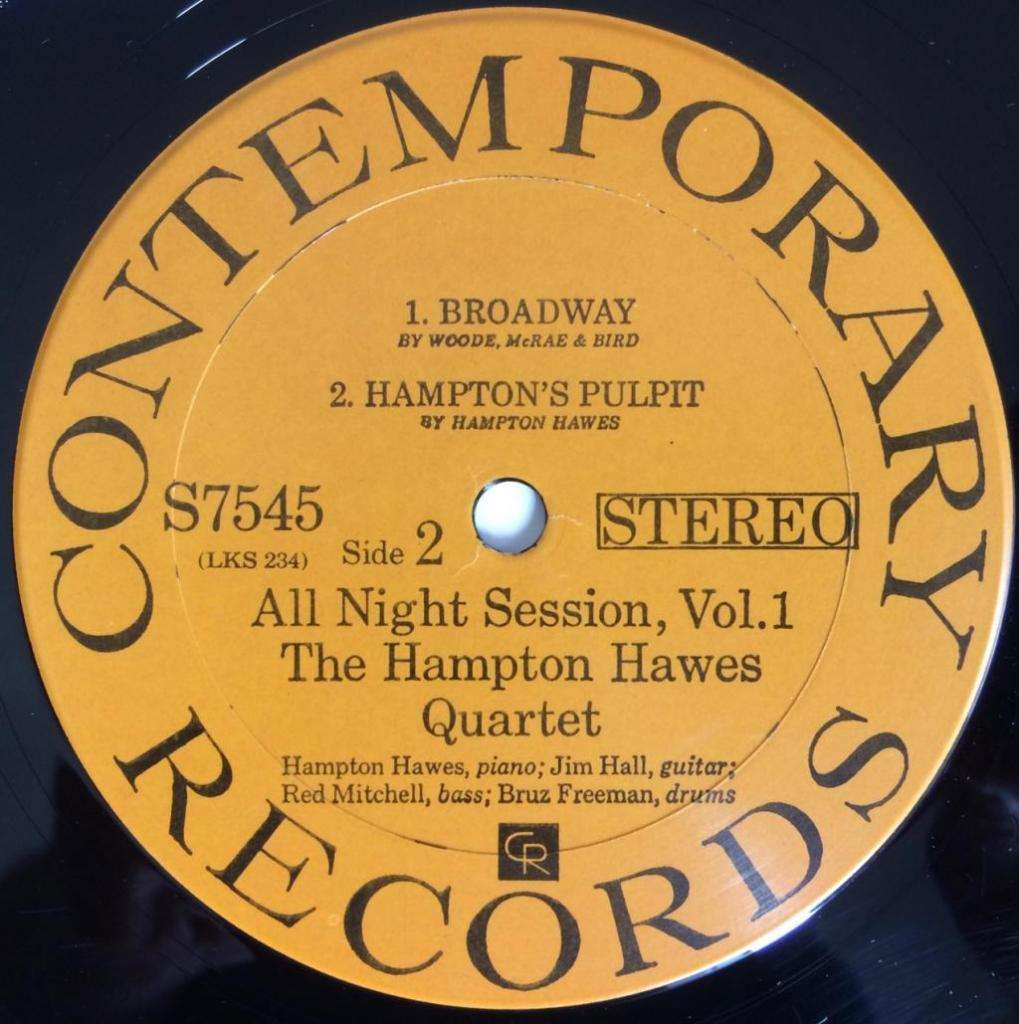 CONTEMPORARY
1. BROADWAY
BY WOODE, McRAE & BIRD
2. HAMPTON'S PULPIT
BY HAMPTON HAWES
S7545
(LKS 234)
Side 2
STEREO
All Night Session, Vol.1
The Hampton Hawes
Quartet
Hampton Hawes, piano; Jim Hall, guitar;
Red Mitchell, bass; Bruz Freeman, drums
CR
RECORDS